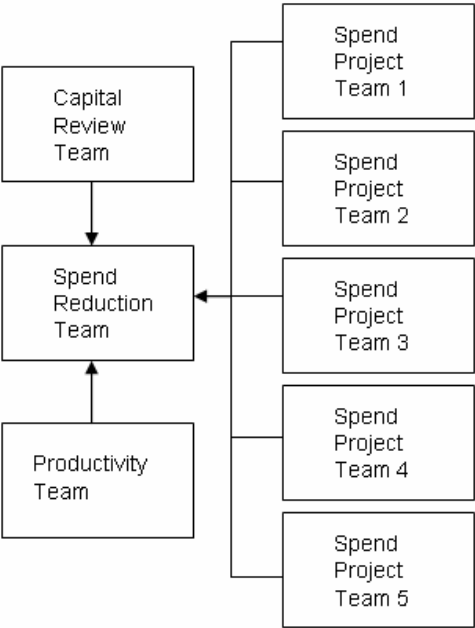 Capital
Review
Team
Spend
Reduction
Team
Productivity
Team
Spend
Project
Team 1
Spend
Project
Team 2
Spend
Project
Team 3
Spend
Project
Team 4
Spend
Project
Team 5